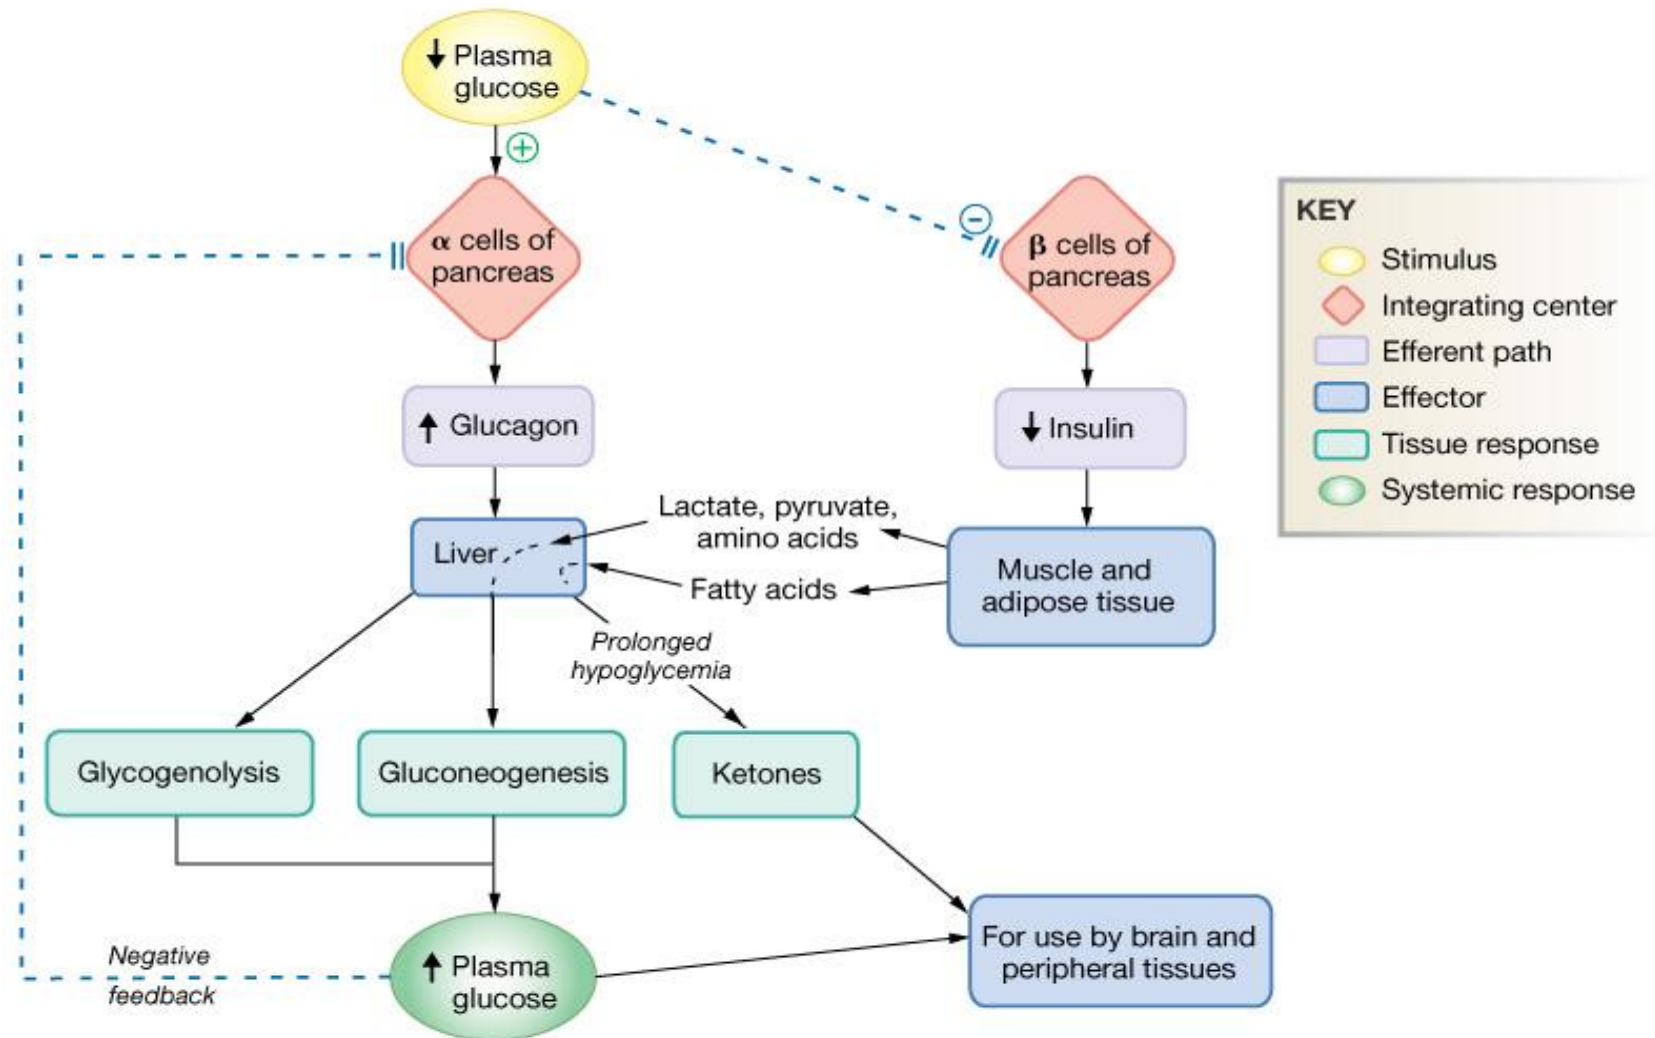 ↓ Plasma
glucose
+
−
α cells of
pancreas
β cells of
pancreas
KEY
Stimulus
Integrating center
Efferent path
Effector
Tissue response
Systemic response
↑ Glucagon
↓ Insulin
Lactate, pyruvate,
amino acids
Liver
Fatty acids
Muscle and
adipose tissue
Prolonged
hypoglycemia
Glycogenolysis
Gluconeogenesis
Ketones
Negative
feedback
↑ Plasma
glucose
For use by brain and
peripheral tissues